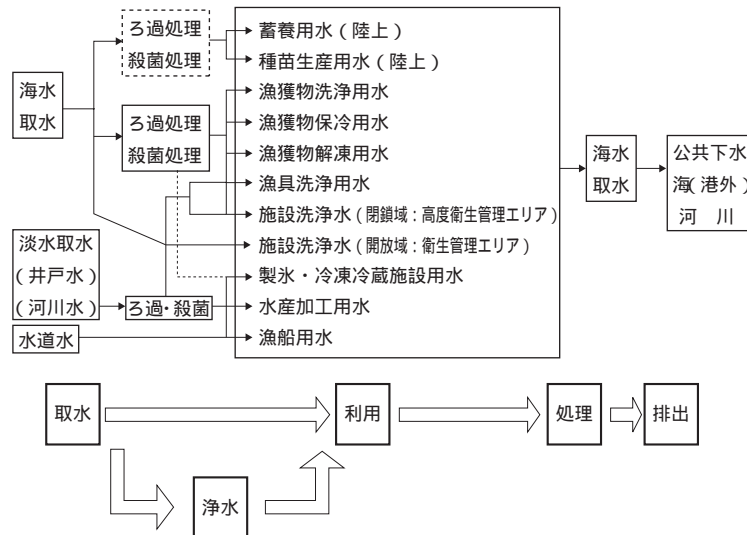 ろ過処理
殺菌処理
海水
取水
ろ過処理
殺菌処理
淡水取水
(井戸水)
(河川水)
ろ過・殺菌
水道水
蓄養用水(陸上)
種苗生産用水(陸上)
漁獲物洗浄用水
漁獲物保冷用水
漁獲物解凍用水
漁具洗浄用水
施設洗浄水(閉鎖域:高度衛生管理エリア)
施設洗浄水(開放域:衛生管理エリア)
製氷・冷凍冷蔵施設用水
水産加工用水
漁船用水
海水
取水
公共下水
海(港外)
河 川
取水
利用
処理
排出
浄水